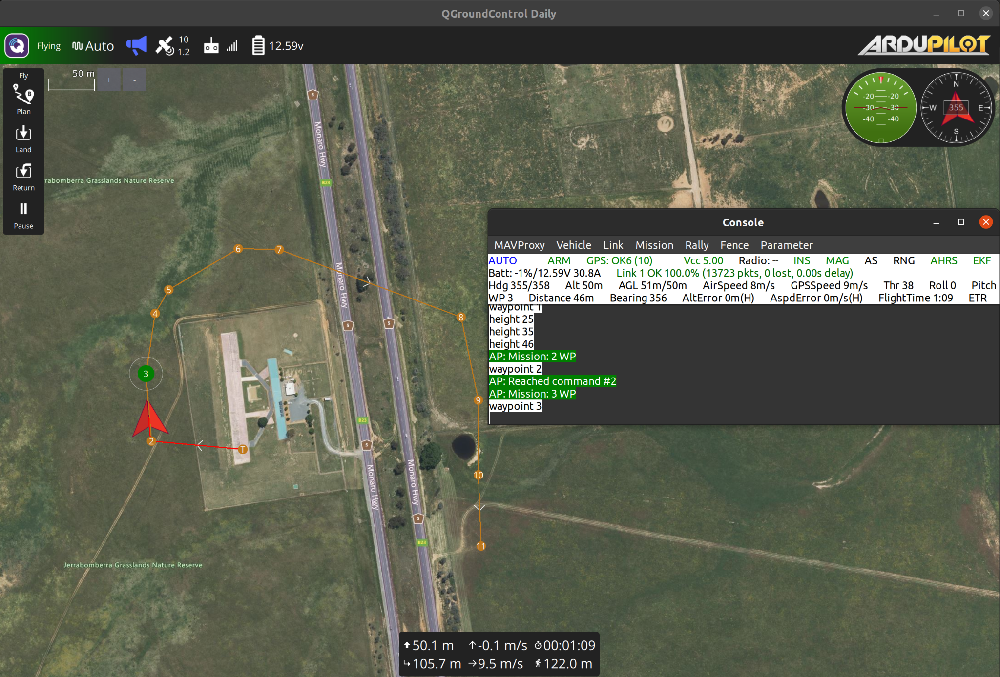 QGroundControl Daily
Flying Auto 10 1.2 12.59v
ARDUPILOT
Fly
Plan
Land
Return
Pause
50 m + -
-20 -20
-30 -30
-40 -40
N
W 355 E
S
5
Monaro Hwy
B23
rabomberra Grasslands Nature Reserve
6 7
5
4
Monaro Hwy
8
5 5
3
9
B23
2
T
5
10
Monaro Hwy
Monaro Hwy
5
B23
11
Jerrabomberra Grasslands Nature Reserve
Console
MAVProxy Vehicle Link Mission Rally Fence Parameter
AUTO ARM GPS: OK6 (10) Vcc 5.00 Radio: -- INS MAG AS RNG AHRS EKF
Batt: -1%/12.59V 30.8A Link 1 OK 100.0% (13723 pkts, 0 lost, 0.00s delay)
Hdg 355/358 Alt 50m AGL 51m/50m AirSpeed 8m/s GPSSpeed 9m/s Thr 38 Roll 0 Pitch
WP 3 Distance 46m Bearing 356 AltError 0m(H) AspdError 0m/s(H) FlightTime 1:09 ETR
waypoint 1
height 25
height 35
height 46
AP: Mission: 2 WP
waypoint 2
AP: Reached command #2
AP: Mission: 3 WP
waypoint 3
50.1 m -0.1 m/s 00:01:09
105.7 m 9.5 m/s 122.0 m